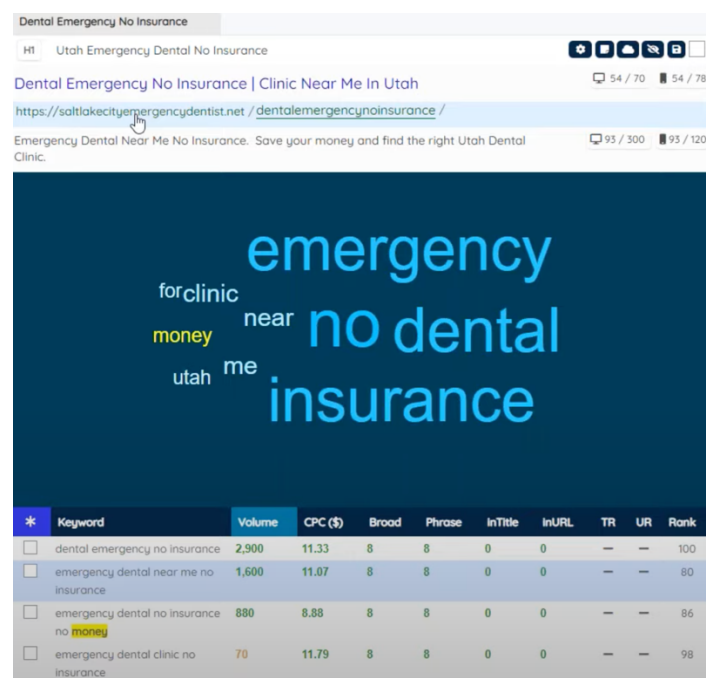 Dental Emergency No Insurance
H1 Utah Emergency Dental No Insurance
Dental Emergency No Insurance | Clinic Near Me In Utah 54 / 70 54 / 78
https://saltlakecityemergencydentist.net / dentalemergencynoinsurance /
Emergency Dental Near Me No Insurance. Save your money and find the right Utah Dental 93 / 300 93 / 120
Clinic.
emergency
for clinic
near
no dental
money
me
utah
insurance
* Keyword Volume CPC ($) Broad Phrase InTitle InURL TR UR Rank
dental emergency no insurance 2,900 11.33 8 8 0 0 — — 100
emergency dental near me no 1,600 11.07 8 8 0 0 — — 80
insurance
emergency dental no insurance 880 8.88 8 8 0 0 — — 86
no money
emergency dental clinic no 70 11.79 8 8 0 0 — — 98
insurance